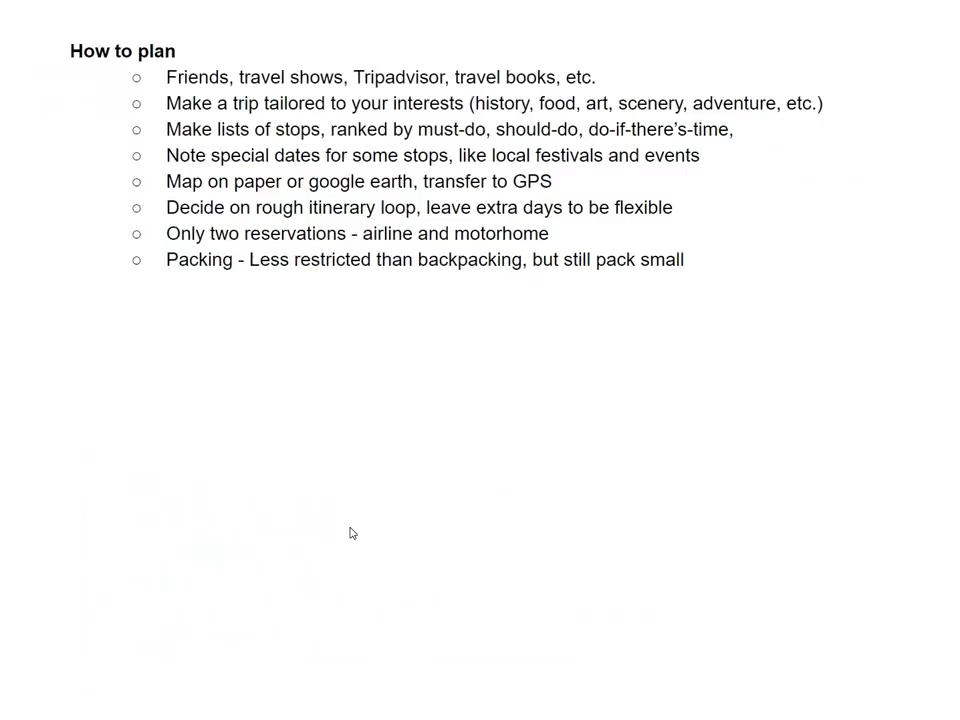 How to plan
○ Friends, travel shows, Tripadvisor, travel books, etc.
○ Make a trip tailored to your interests (history, food, art, scenery, adventure, etc.)
○ Make lists of stops, ranked by must-do, should-do, do-if-there’s-time,
○ Note special dates for some stops, like local festivals and events
○ Map on paper or google earth, transfer to GPS
○ Decide on rough itinerary loop, leave extra days to be flexible
○ Only two reservations - airline and motorhome
○ Packing - Less restricted than backpacking, but still pack small